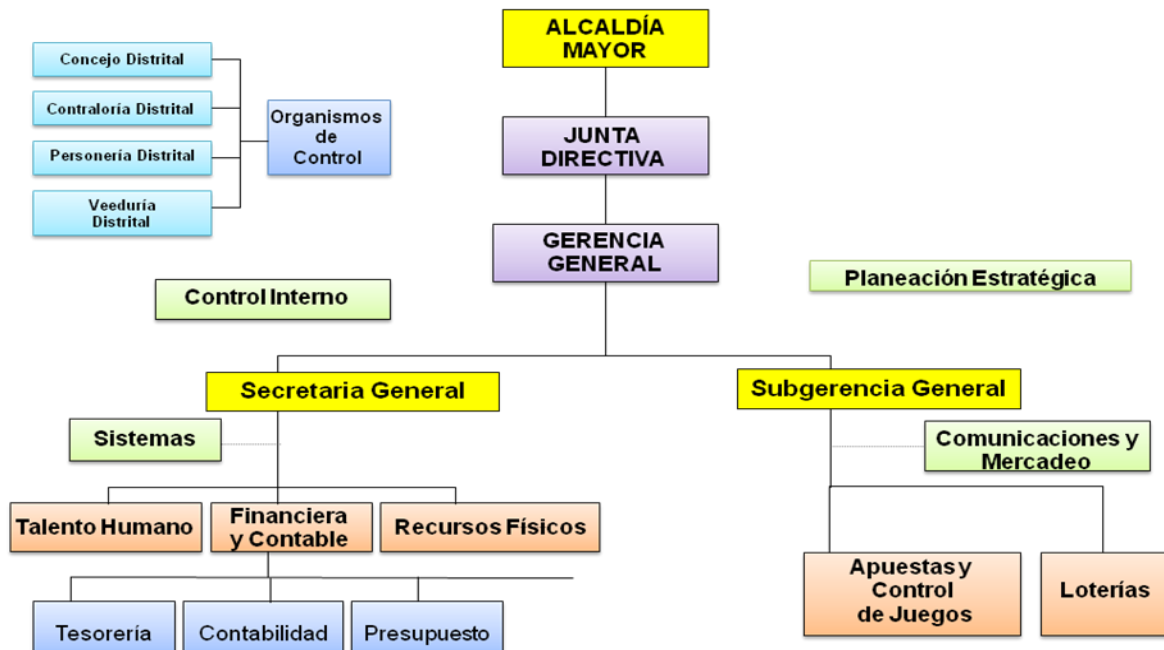 ALCALDÍA
MAYOR
Concejo Distrital
Contraloría Distrital
Personería Distrital
Veeduría
Distrital
Organismos
de
Control
JUNTA
DIRECTIVA
GERENCIA
GENERAL
Control Interno
Planeación Estratégica
Secretaria General
Subgerencia General
Sistemas
Comunicaciones y
Mercadeo
Talento Humano
Financiera
y Contable
Recursos Físicos
Apuestas y
Control
de Juegos
Loterías
Tesorería
Contabilidad
Presupuesto